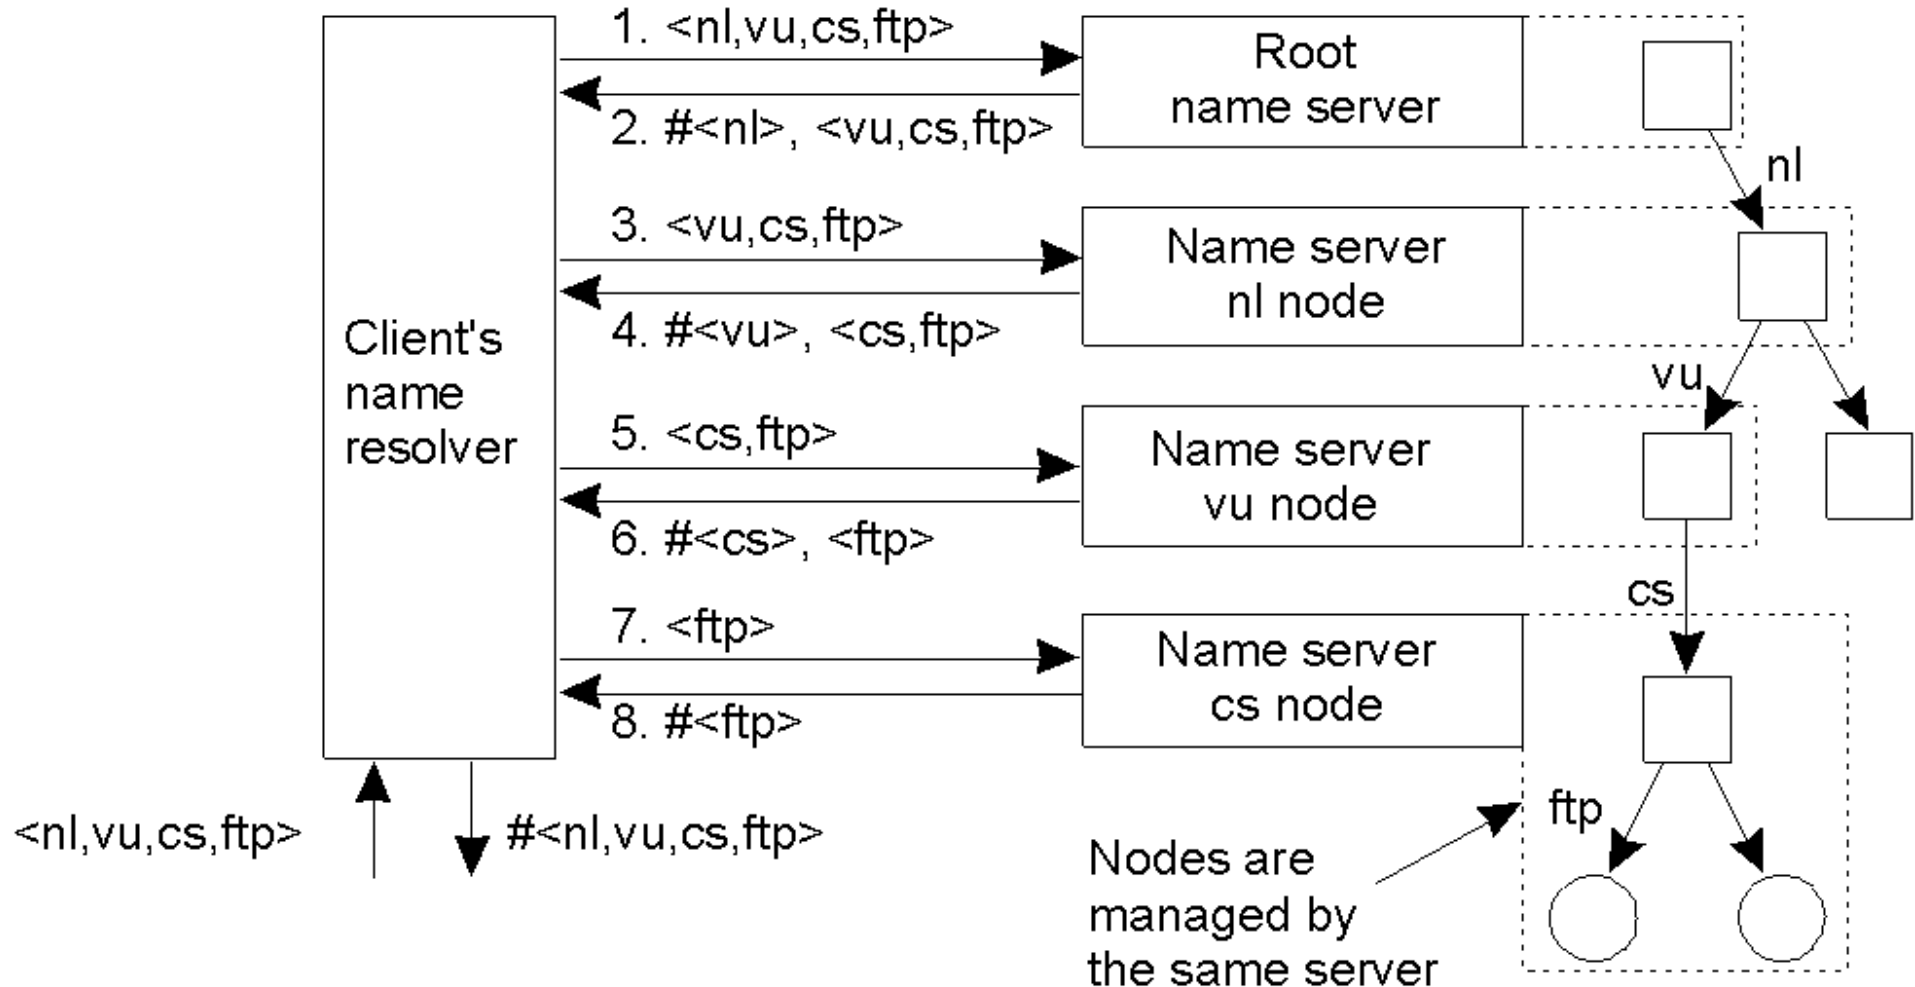 1. <nl,vu,cs,ftp>
Root
name server
2. #<nl>, <vu,cs,ftp>
nl
3. <vu,cs,ftp>
Name server
nl node
4. #<vu>, <cs,ftp>
vu
Client's
name
resolver
5. <cs,ftp>
Name server
vu node
6. #<cs>, <ftp>
cs
7. <ftp>
Name server
cs node
8. #<ftp>
ftp
<nl,vu,cs,ftp>
#<nl,vu,cs,ftp>
Nodes are
managed by
the same server